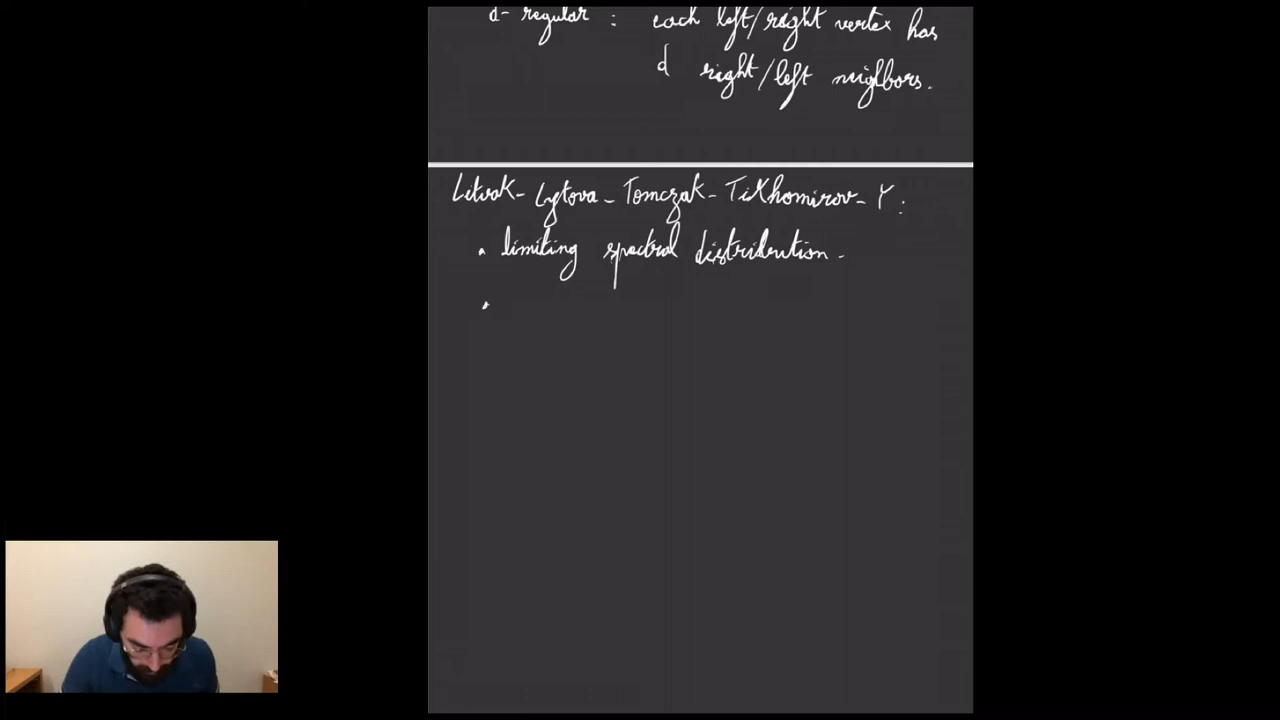 d- regular : each left/right vertex has
d right/left neighbors.
Litvak - Lytova - Tomczak - Tikhomirov - Y :
. limiting spectral distribution -
.